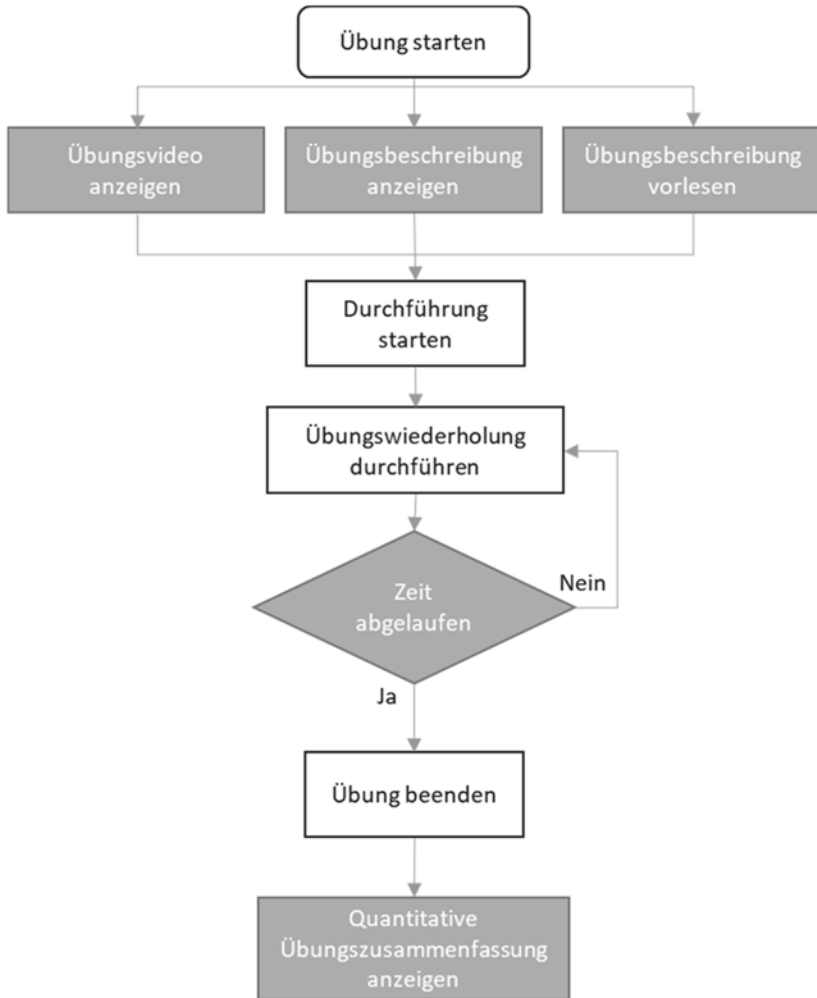 Übung starten
Übungsvideo
anzeigen
Übungsbeschreibung
anzeigen
Übungsbeschreibung
vorlesen
Durchführung
starten
Übungswiederholung
durchführen
Zeit
abgelaufen
Nein
Ja
Übung beenden
Quantitative
Übungszusammenfassung
anzeigen